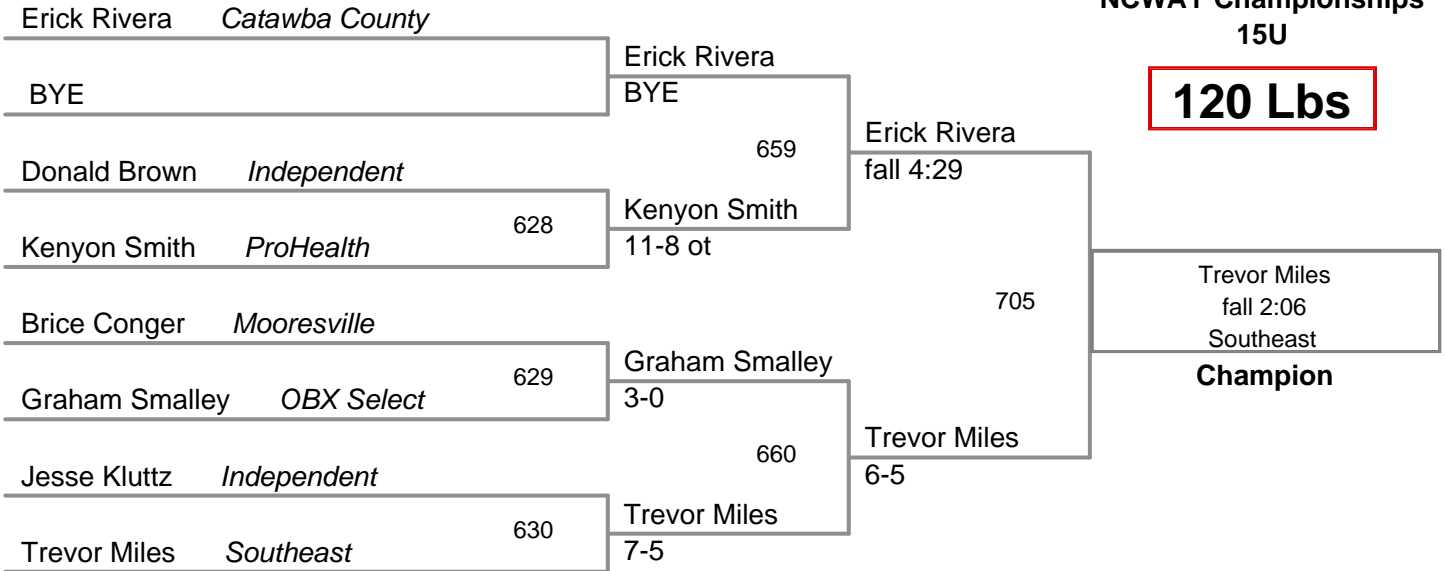 NCWAY Championships
15U
120 Lbs
Erick Rivera Catawba County
BYE
Donald Brown Independent
628
Kenyon Smith ProHealth
Brice Conger Mooresville
629
Graham Smalley OBX Select
Jesse Kluttz Independent
630
Trevor Miles Southeast
Erick Rivera
BYE
659
Kenyon Smith
11-8 ot
Graham Smalley
3-0
660
Trevor Miles
7-5
Erick Rivera
fall 4:29
705
Trevor Miles
6-5
Trevor Miles
fall 2:06
Southeast
Champion